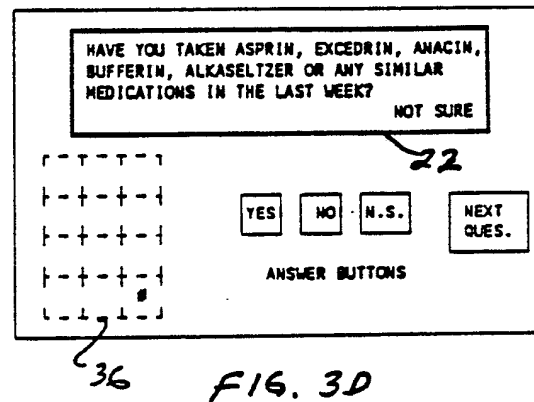 HAVE YOU TAKEN ASPRIN, EXCEDRIN, ANACIN,
BUFFERIN, ALKASELTZER OR ANY SIMILAR
MEDICATIONS IN THE LAST WEEK?
NOT SURE
22
YES NO N.S. NEXT
QUES.
ANSWER BUTTONS
#
36
FIG. 3D